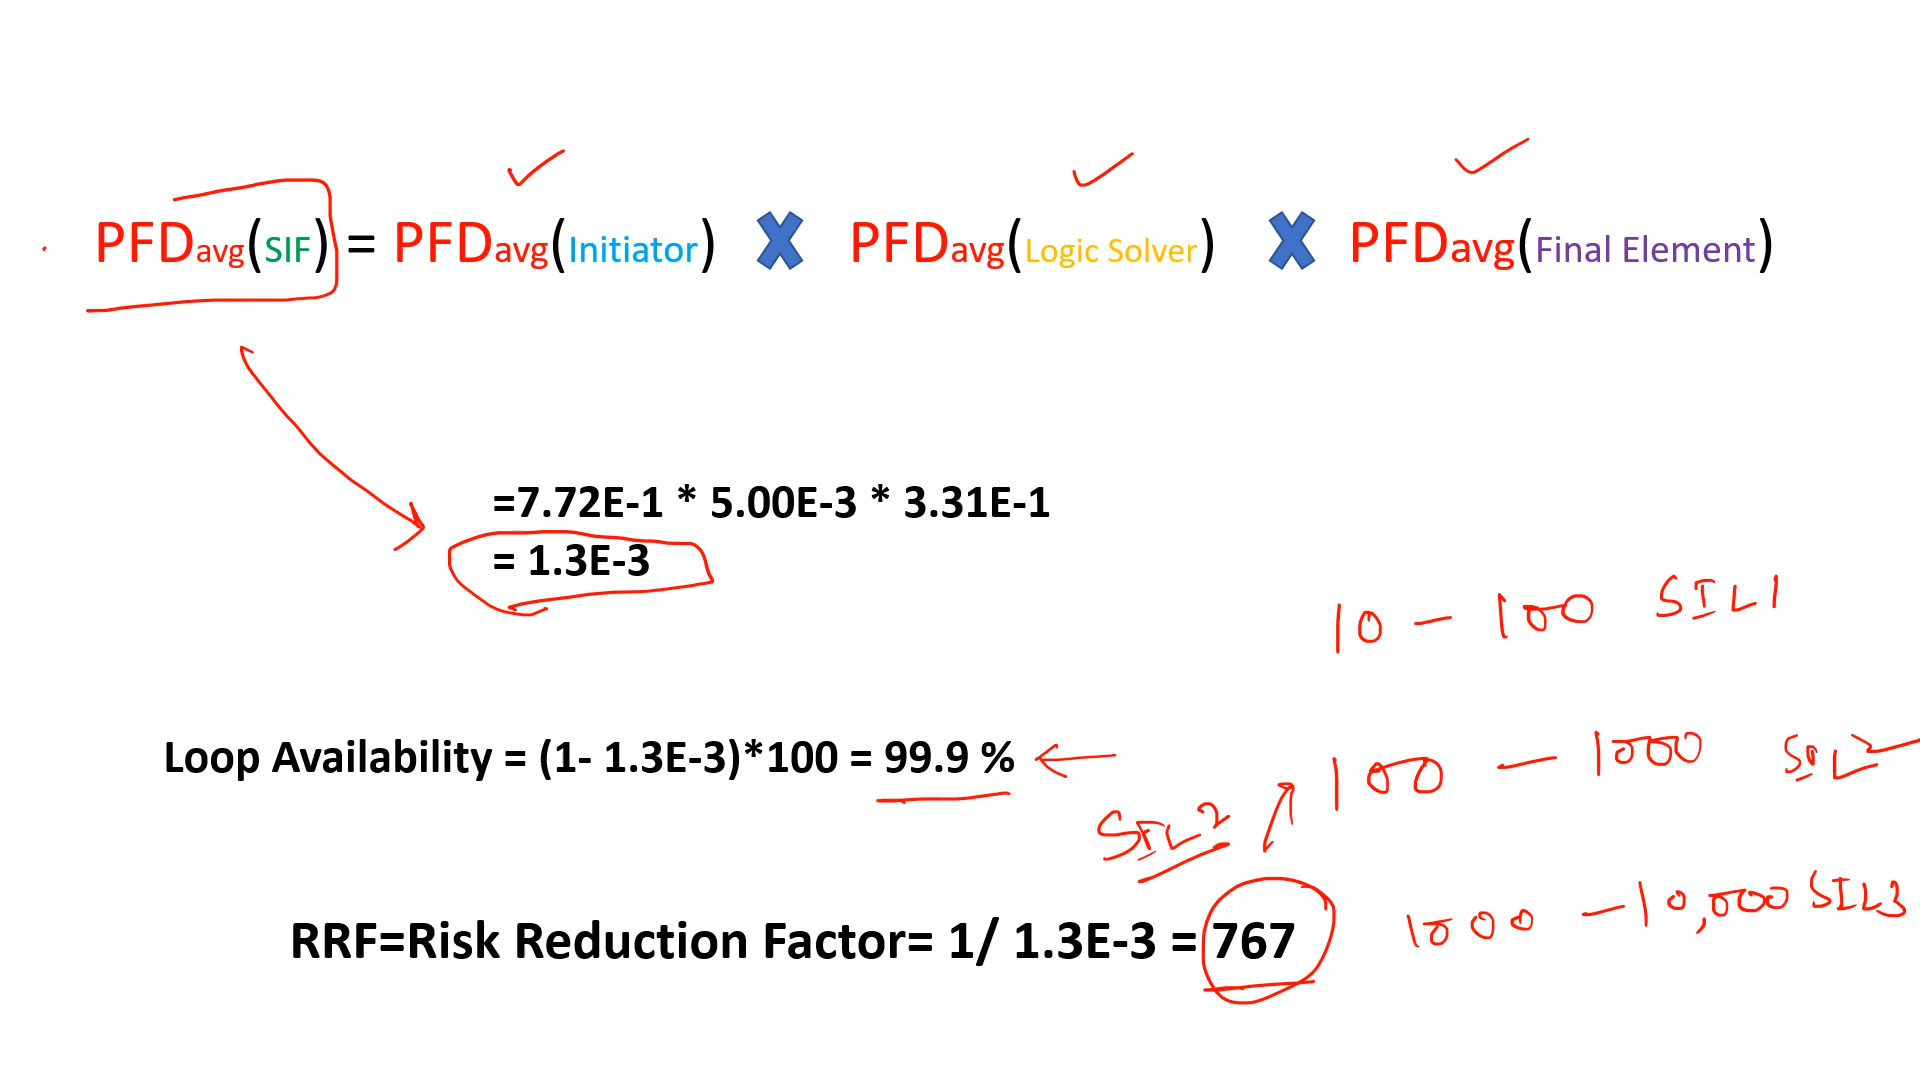 PFDavg(SIF) = PFDavg(Initiator) ✖ PFDavg(Logic Solver) ✖ PFDavg(Final Element)
=7.72E-1 * 5.00E-3 * 3.31E-1
= 1.3E-3
10 - 100 SIL1
Loop Availability = (1- 1.3E-3)*100 = 99.9 %
100 - 1000 SIL2
SIL2
RRF=Risk Reduction Factor= 1/ 1.3E-3 = 767
1000 - 10,000 SIL3